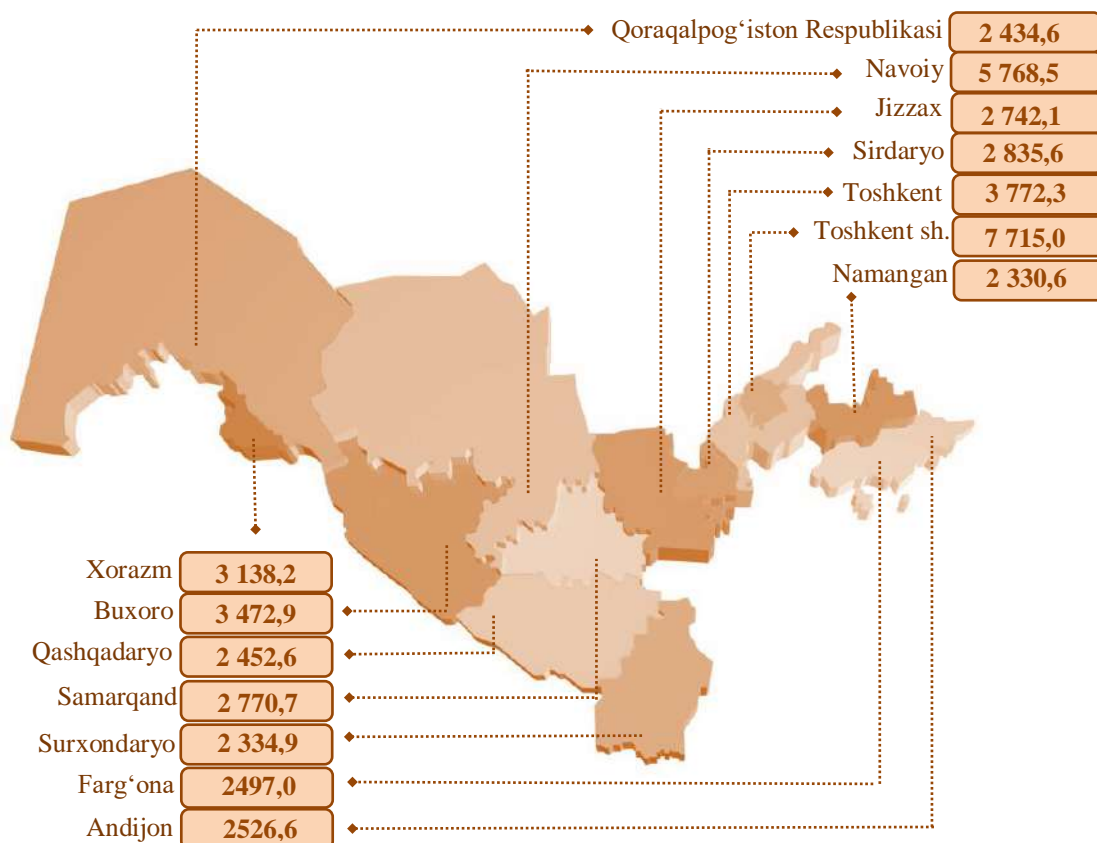 Qoraqalpog‘iston Respublikasi 2 434,6
Navoiy 5 768,5
Jizzax 2 742,1
Sirdaryo 2 835,6
Toshkent 3 772,3
Toshkent sh. 7 715,0
Namangan 2 330,6
Xorazm 3 138,2
Buxoro 3 472,9
Qashqadaryo 2 452,6
Samarqand 2 770,7
Surxondaryo 2 334,9
Farg‘ona 2497,0
Andijon 2526,6